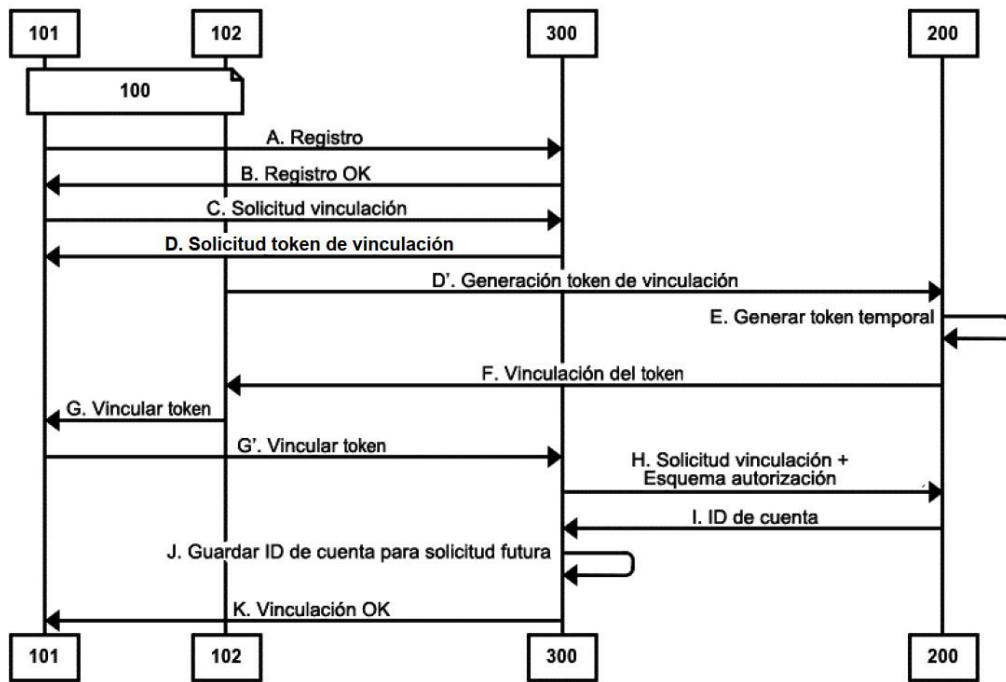 101 102 300 200
100
A. Registro
B. Registro OK
C. Solicitud vinculación
D. Solicitud token de vinculación
D'. Generación token de vinculación
E. Generar token temporal
F. Vinculación del token
G. Vincular token
G'. Vincular token
H. Solicitud vinculación +
Esquema autorización
I. ID de cuenta
J. Guardar ID de cuenta para solicitud futura
K. Vinculación OK
101 102 300 200